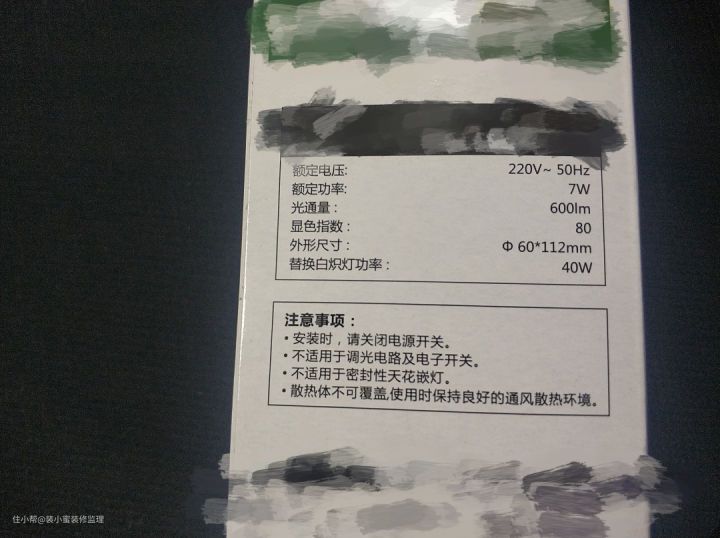 额定电压: 220V~ 50Hz
额定功率: 7W
光通量: 600lm
显色指数: 80
外形尺寸: Φ 60*112mm
替换白炽灯功率: 40W
注意事项:
• 安装时，请关闭电源开关。
• 不适用于调光电路及电子开关。
• 不适用于密封性天花嵌灯。
• 散热体不可覆盖,使用时保持良好的通风散热环境。
住小帮@装小蜜装修监理